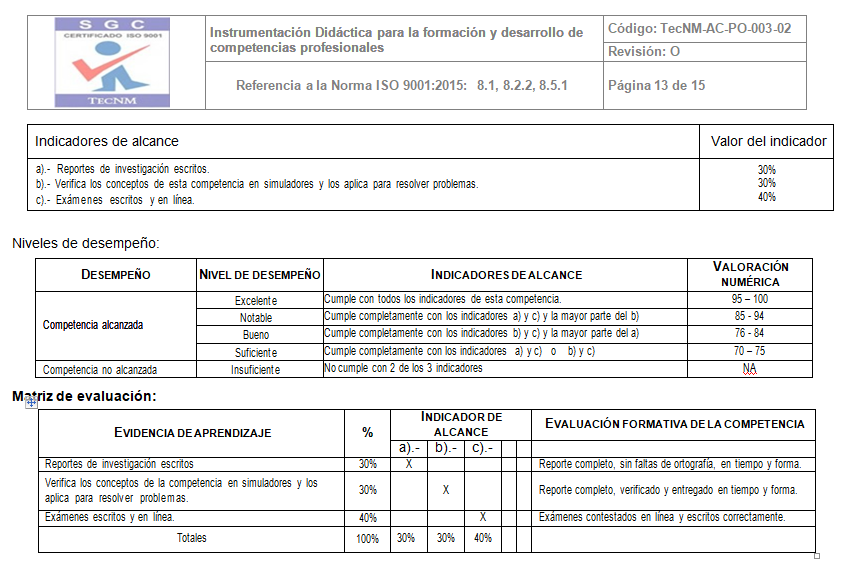 S G C
CERTIFICADO ISO 9001
TECNM
Instrumentación Didáctica para la formación y desarrollo de
competencias profesionales
Código: TecNM-AC-PO-003-02
Revisión: O
Referencia a la Norma ISO 9001:2015: 8.1, 8.2.2, 8.5.1
Página 13 de 15
Indicadores de alcance
Valor del indicador
a).- Reportes de investigación escritos.
30%
b).- Verifica los conceptos de esta competencia en simuladores y los aplica para resolver problemas.
30%
c).- Exámenes escritos y en línea.
40%
Niveles de desempeño:
DESEMPEÑO
NIVEL DE DESEMPEÑO
INDICADORES DE ALCANCE
VALORACIÓN
NUMÉRICA
Competencia alcanzada
Excelente
Cumple con todos los indicadores de esta competencia.
95 – 100
Notable
Cumple completamente con los indicadores a) y c) y la mayor parte del b)
85 - 94
Bueno
Cumple completamente con los indicadores b) y c) y la mayor parte del a)
76 - 84
Suficiente
Cumple completamente con los indicadores a) y c) o b) y c)
70 – 75
Competencia no alcanzada
Insuficiente
No cumple con 2 de los 3 indicadores
NA
Matriz de evaluación:
EVIDENCIA DE APRENDIZAJE
%
INDICADOR DE
ALCANCE
EVALUACIÓN FORMATIVA DE LA COMPETENCIA
a).- b).- c).-
Reportes de investigación escritos
30%
X
Reporte completo, sin faltas de ortografía, en tiempo y forma.
Verifica los conceptos de la competencia en simuladores y los
aplica para resolver problemas.
30%
X
Reporte completo, verificado y entregado en tiempo y forma.
Exámenes escritos y en línea.
40%
X
Exámenes contestados en línea y escritos correctamente.
Totales
100%
30%
30%
40%